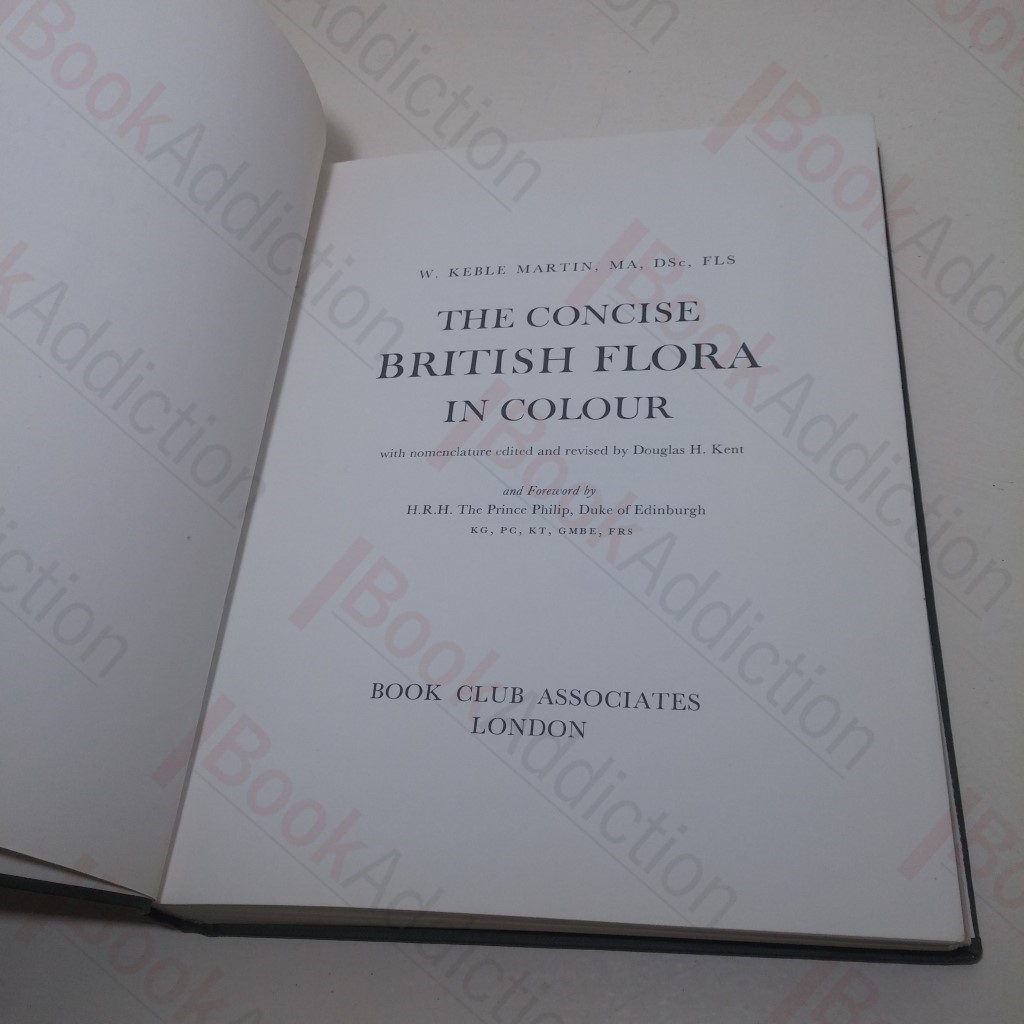 W. KEBLE MARTIN, MA, DSc, FLS
THE CONCISE
BRITISH FLORA
IN COLOUR
with nomenclature edited and revised by Douglas H. Kent
and Foreword by
H.R.H. The Prince Philip, Duke of Edinburgh
KG, PC, KT, GMBE, FRS
BOOK CLUB ASSOCIATES
LONDON
BookAddiction